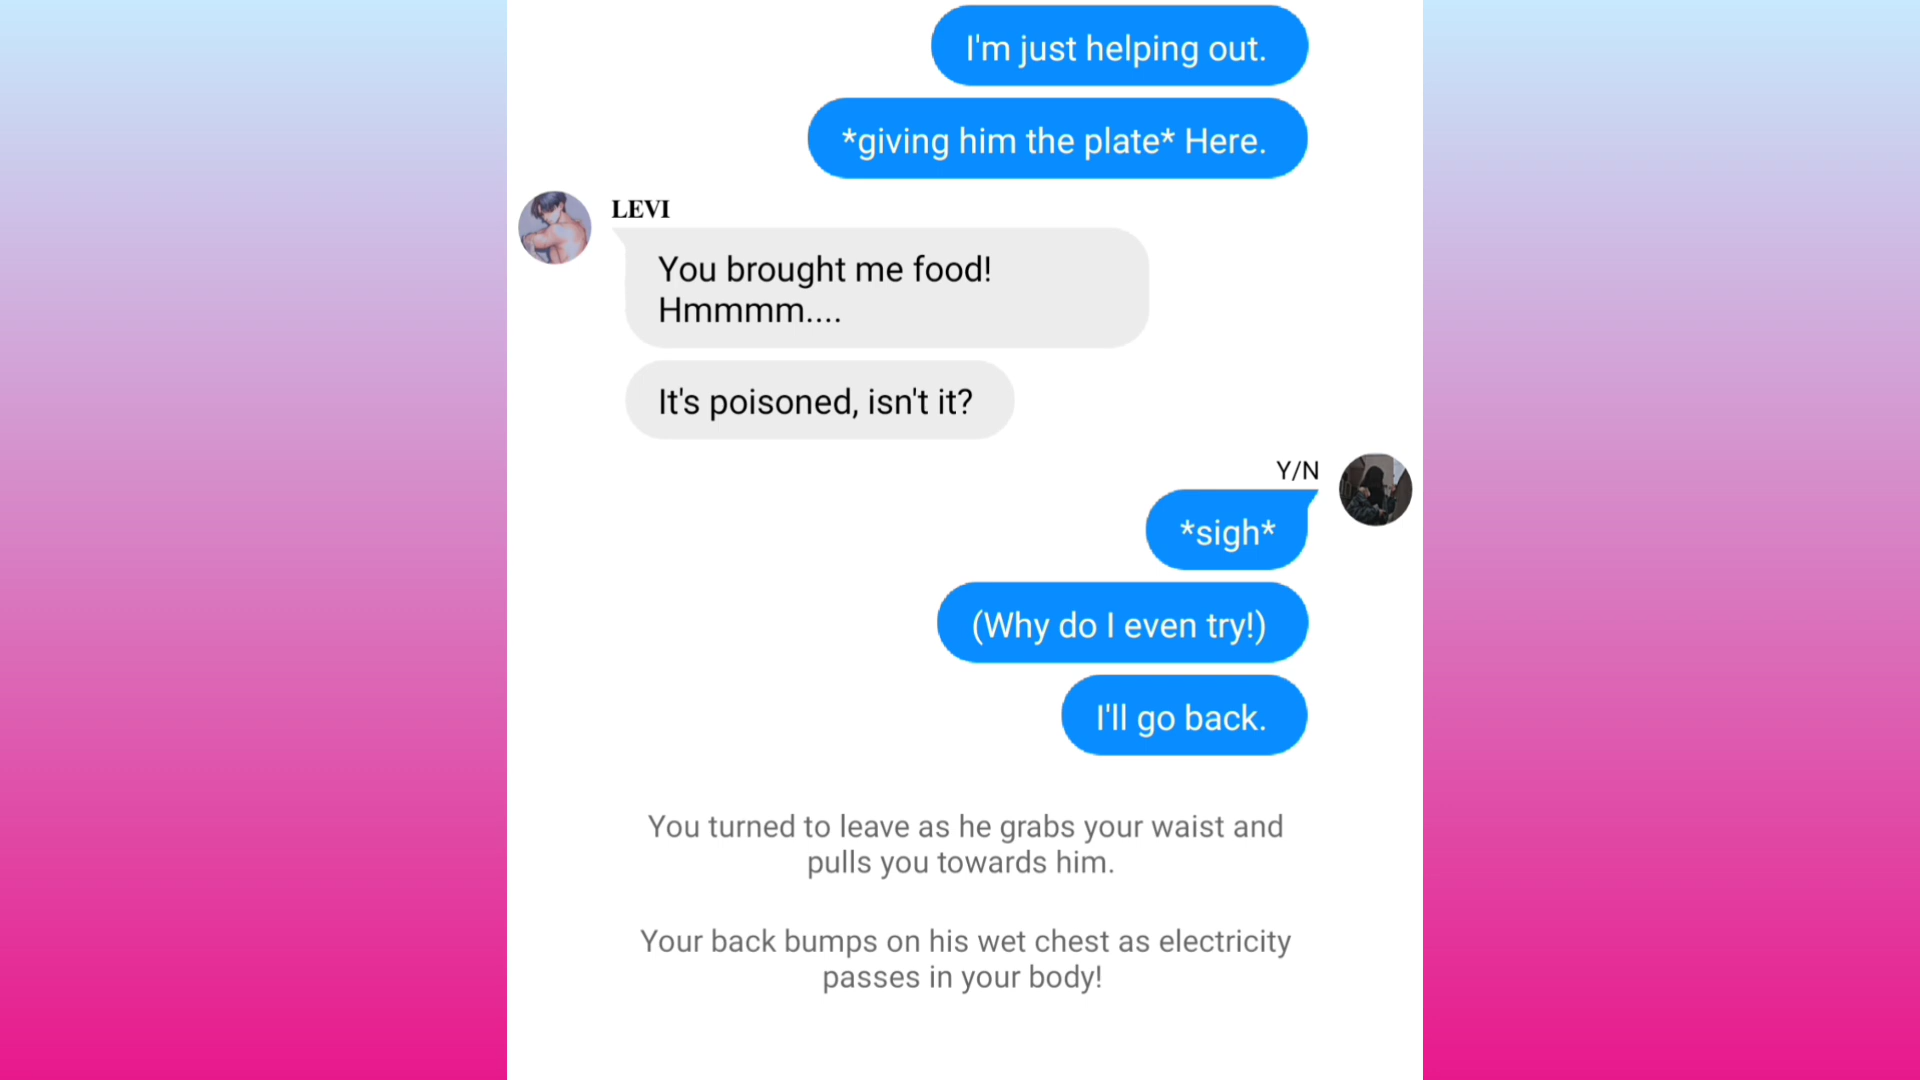 I'm just helping out.
*giving him the plate* Here.
LEVI
You brought me food!
Hmmmm....
It's poisoned, isn't it?
Y/N
*sigh*
(Why do I even try!)
I'll go back.
You turned to leave as he grabs your waist and
pulls you towards him.
Your back bumps on his wet chest as electricity
passes in your body!